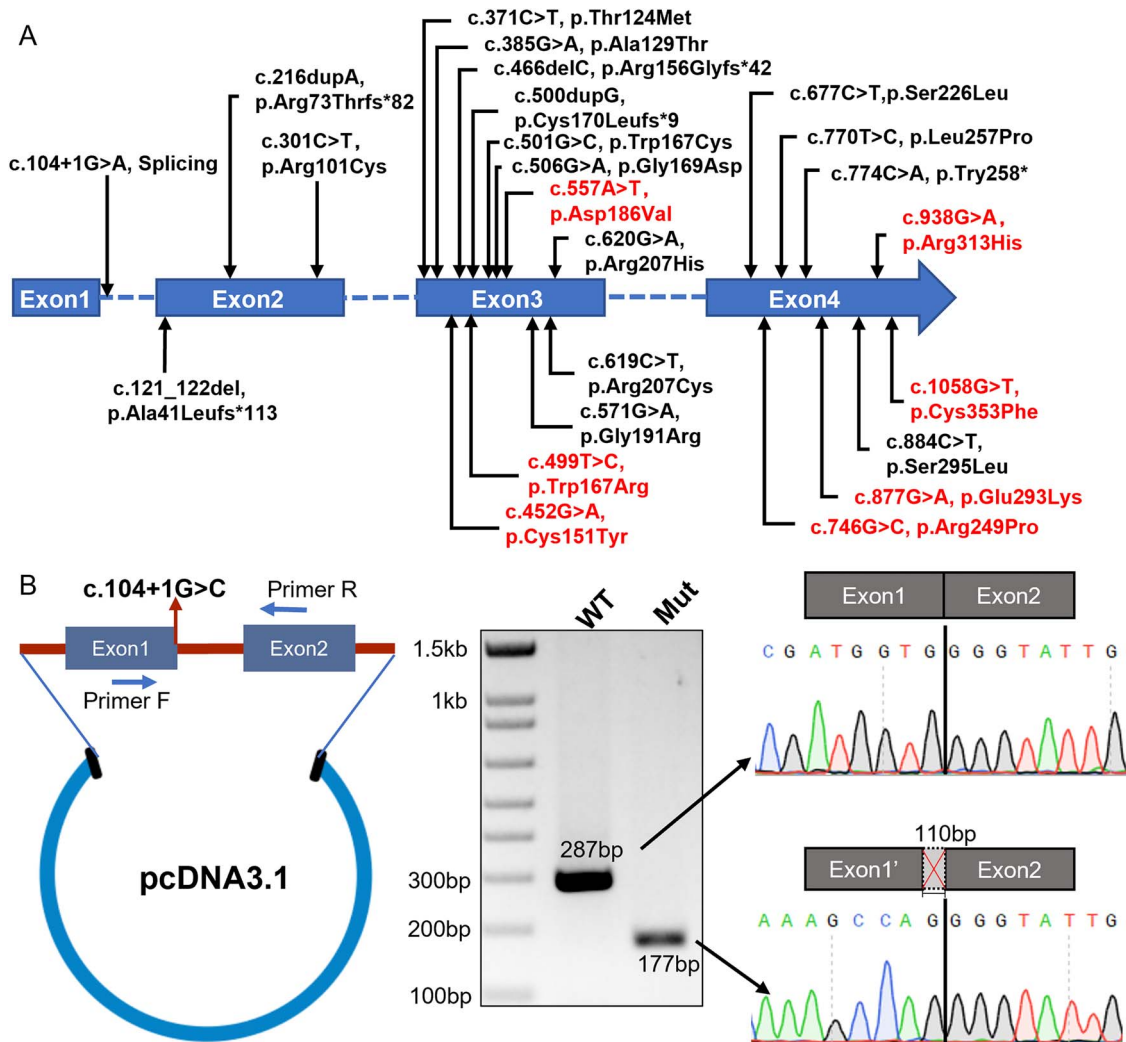 A
c.371C>T, p.Thr124Met
c.385G>A, p.Ala129Thr
c.466delC, p.Arg156Glyfs*42
c.500dupG,
p.Cys170Leufs*9
c.501G>C, p.Trp167Cys
c.506G>A, p.Gly169Asp
c.557A>T,
p.Asp186Val
c.620G>A,
p.Arg207His
c.216dupA,
p.Arg73Thrfs*82
c.301C>T,
p.Arg101Cys
c.104+1G>A, Splicing
c.677C>T,p.Ser226Leu
c.770T>C, p.Leu257Pro
c.774C>A, p.Try258*
c.938G>A,
p.Arg313His
Exon1
Exon2
Exon3
Exon4
c.121_122del,
p.Ala41Leufs*113
c.619C>T,
p.Arg207Cys
c.571G>A,
p.Gly191Arg
c.499T>C,
p.Trp167Arg
c.452G>A,
p.Cys151Tyr
c.1058G>T,
p.Cys353Phe
c.884C>T,
p.Ser295Leu
c.877G>A, p.Glu293Lys
c.746G>C, p.Arg249Pro
B
c.104+1G>C
Primer R
Exon1
Exon2
Primer F
pcDNA3.1
WT
Mut
1.5kb
1kb
300bp
200bp
100bp
287bp
177bp
Exon1
Exon2
C G A T G G T G G G G T A T T G
110bp
Exon1'
Exon2
A A A G C C A G G G G T A T T G